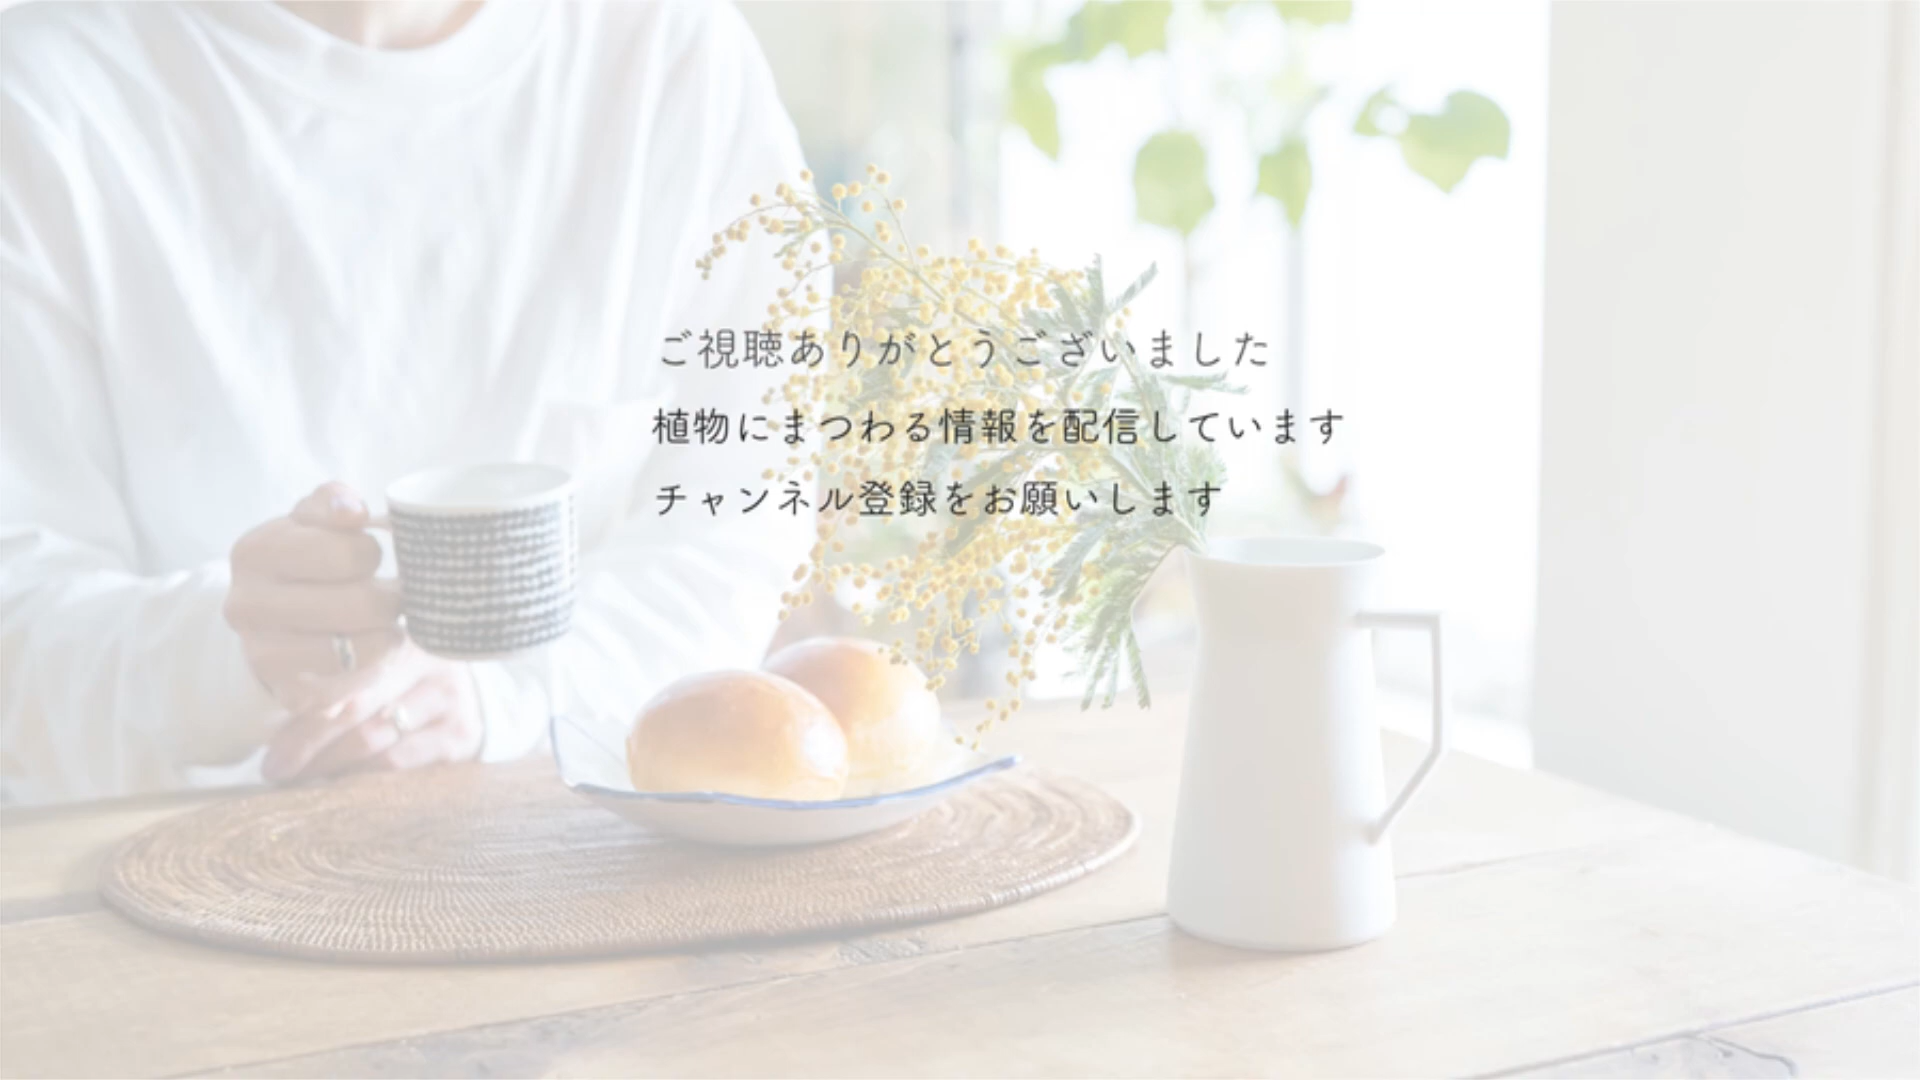 ご視聴ありがとうございました
植物にまつわる情報を配信しています
チャンネル登録をお願いします